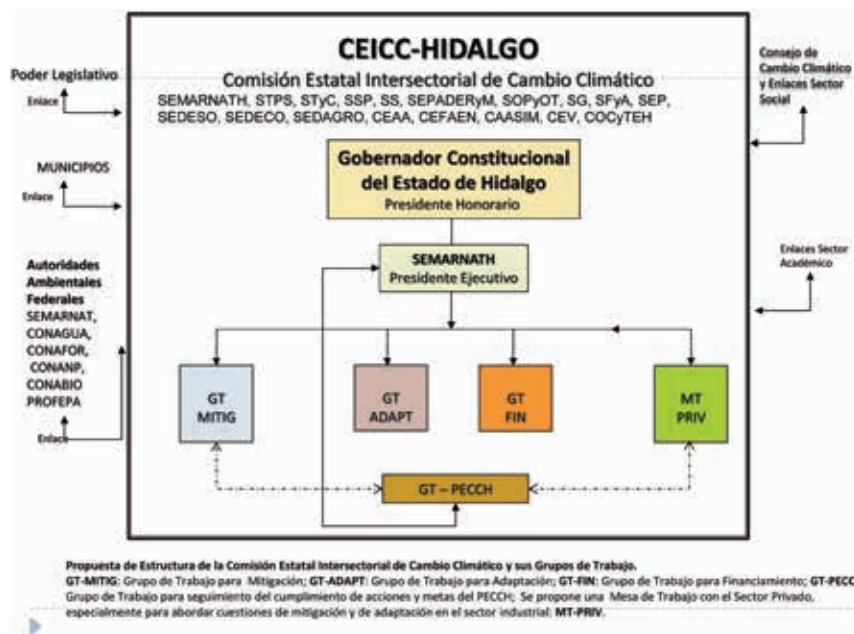 CEICC-HIDALGO
Comisión Estatal Intersectorial de Cambio Climático
SEMARNATH, STPS, STyC, SSP, SS, SEPADERyM, SOPyOT, SG, SFyA, SEP,
SEDESO, SEDECO, SEDAGRO, CEAA, CEFAEN, CAASIM, CEV, COCyTEH
Poder Legislativo
Enlace
MUNICIPIOS
Enlace
Autoridades
Ambientales
Federales
SEMARNAT,
CONAGUA,
CONAFOR,
CONANP,
CONABIO
PROFEPA
Enlace
Gobernador Constitucional
del Estado de Hidalgo
Presidente Honorario
SEMARNATH
Presidente Ejecutivo
GT
MITIG
GT
ADAPT
GT
FIN
MT
PRIV
GT – PECCH
Consejo de
Cambio Climático
y Enlaces Sector
Social
Enlaces Sector
Académico
Propuesta de Estructura de la Comisión Estatal Intersectorial de Cambio Climático y sus Grupos de Trabajo.
GT-MITIG: Grupo de Trabajo para Mitigación; GT-ADAPT: Grupo de Trabajo para Adaptación; GT-FIN: Grupo de Trabajo para Financiamiento; GT-PECC
Grupo de Trabajo para seguimiento del cumplimiento de acciones y metas del PECCH; Se propone una Mesa de Trabajo con el Sector Privado,
especialmente para abordar cuestiones de mitigación y de adaptación en el sector industrial: MT-PRIV.